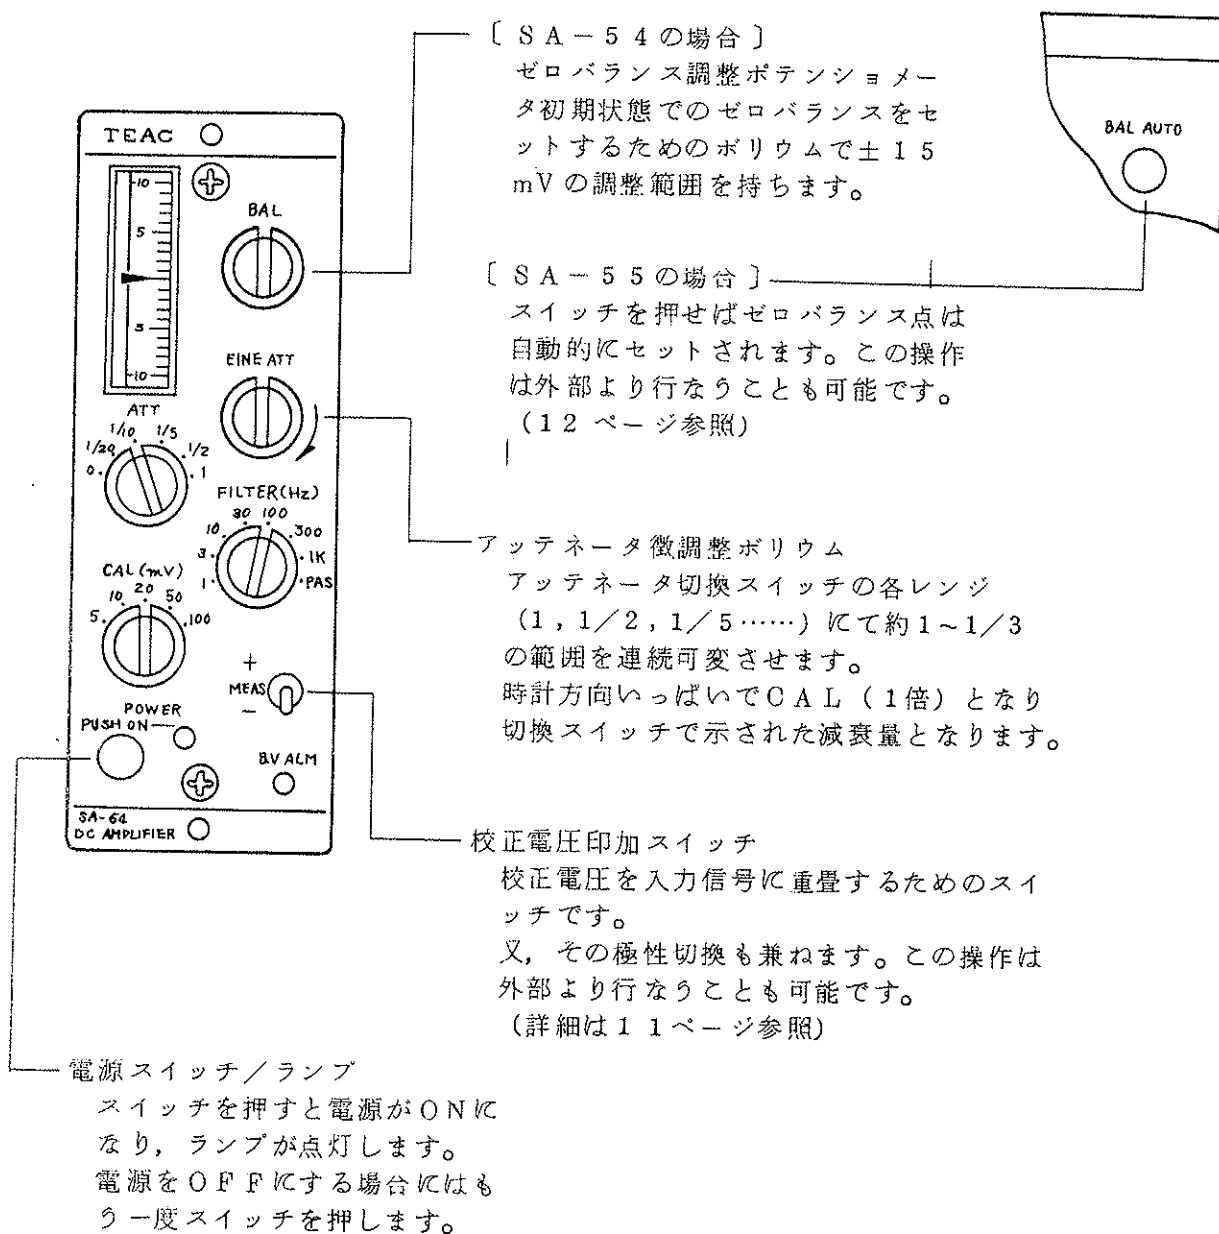 〔SA-54の場合〕
ゼロバランス調整ポテンショメー
タ初期状態でのゼロバランスをセ
ットするためのボリウムで±15
mVの調整範囲を持ちます。
BAL AUTO
〔SA-55の場合〕
スイッチを押せばゼロバランス点は
自動的にセットされます。この操作
は外部より行なうことも可能です。
(12ページ参照)
アッテネータ微調整ボリウム
アッテネータ切換スイッチの各レンジ
(1,1/2,1/5……)にて約1~1/3
の範囲を連続可変させます。
時計方向いっぱいでCAL(1倍)となり
切換スイッチで示された減衰量となります。
校正電圧印加スイッチ
校正電圧を入力信号に重畳するためのスイ
ッチです。
又,その極性切換も兼ねます。この操作は
外部より行なうことも可能です。
(詳細は11ページ参照)
電源スイッチ/ランプ
スイッチを押すと電源がONに
なり,ランプが点灯します。
電源をOFFにする場合にはも
う一度スイッチを押します。
TEAC
10
5
5
10
BAL
EINE ATT
ATT
0 1/20 1/10 1/5 1/2 1
FILTER(Hz)
1 3 10 30 100 300 1K PAS
CAL(mV)
5 10 20 50 100
+
MEAS
-
POWER
PUSH ON
BV ALM
SA-64
DC AMPLIFIER